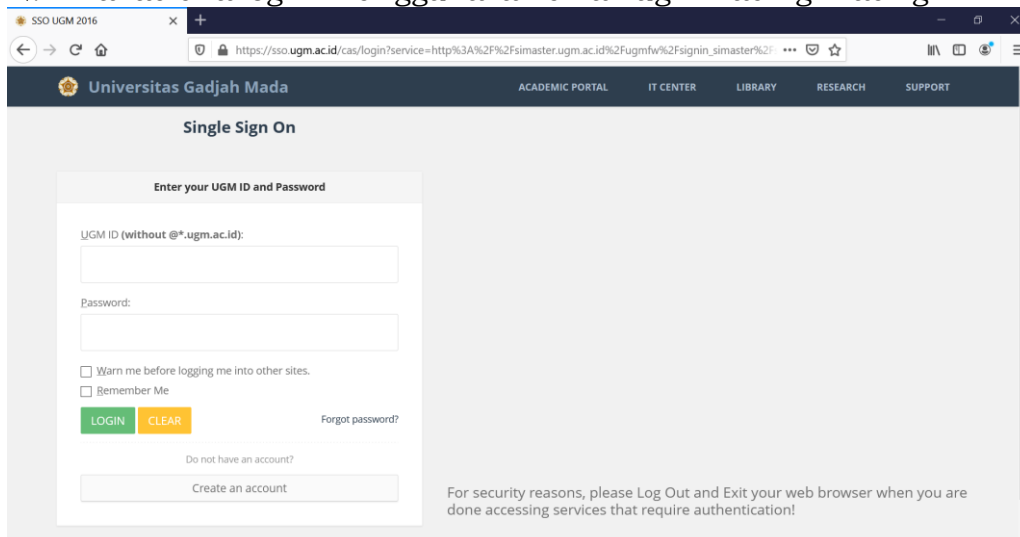 SSO UGM 2016
https://sso.ugm.ac.id/cas/login?service=http%3A%2F%2Fsimaster.ugm.ac.id%2Fugmfw%2Fsignin_simaster%2F
Universitas Gadjah Mada
ACADEMIC PORTAL IT CENTER LIBRARY RESEARCH SUPPORT
Single Sign On
Enter your UGM ID and Password
UGM ID (without @*.ugm.ac.id):
Password:
Warn me before logging me into other sites.
Remember Me
LOGIN CLEAR Forgot password?
Do not have an account?
Create an account
For security reasons, please Log Out and Exit your web browser when you are
done accessing services that require authentication!